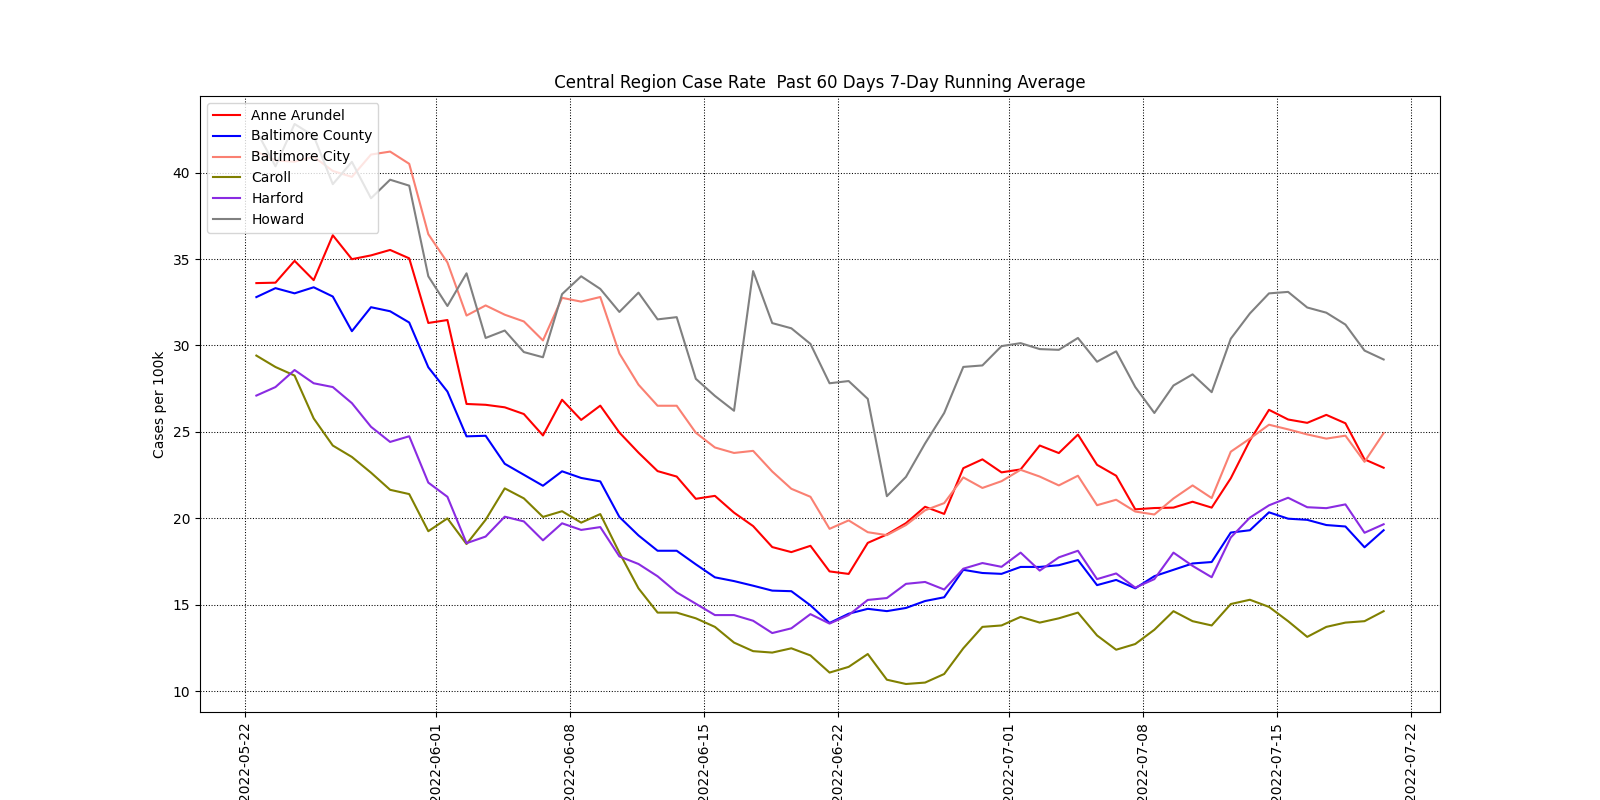 Central Region Case Rate  Past 60 Days 7-Day Running Average
Anne Arundel
Baltimore County
Baltimore City
Caroll
Harford
Howard
Cases per 100k
40
35
30
25
20
15
10
2022-05-22
2022-06-01
2022-06-08
2022-06-15
2022-06-22
2022-07-01
2022-07-08
2022-07-15
2022-07-22